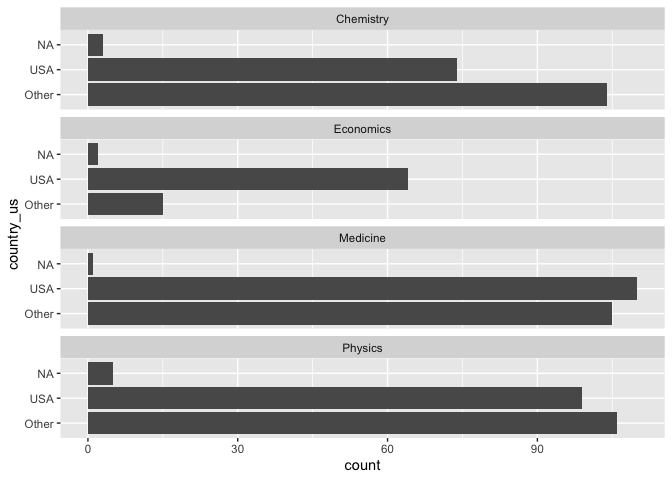 Chemistry
NA
USA
Other
Economics
NA
USA
Other
country_us
Medicine
NA
USA
Other
Physics
NA
USA
Other
0 30 60 90
count